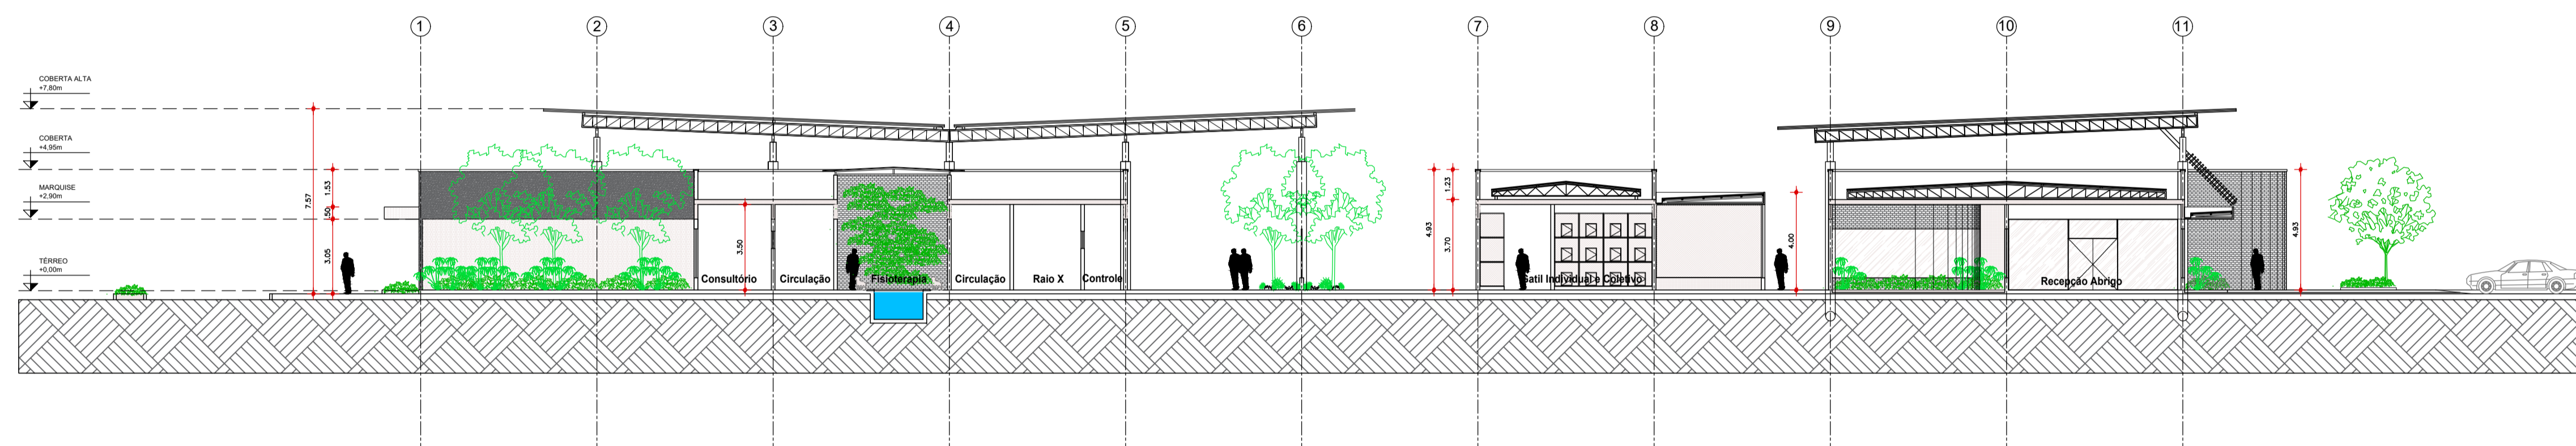 1 2 3 4 5 6 7 8 9 10 11
COBERTA ALTA
+7,80m
COBERTA
+4,95m
MARQUISE
+2,90m
TÉRREO
+0,00m
7.57
1.53
.50
3.05
3.50
4.93
1.23
3.70
4.00
4.93
Consultório
Circulação
Fisioterapia
Circulação
Raio X
Controle
Gatil Individual e Coletivo
Recepção Abrigo